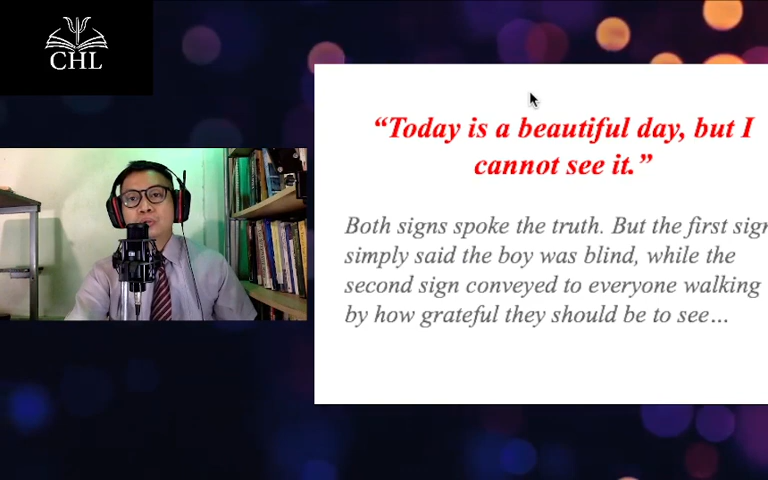 CHL
“Today is a beautiful day, but I
cannot see it.”
Both signs spoke the truth. But the first sign
simply said the boy was blind, while the
second sign conveyed to everyone walking
by how grateful they should be to see...